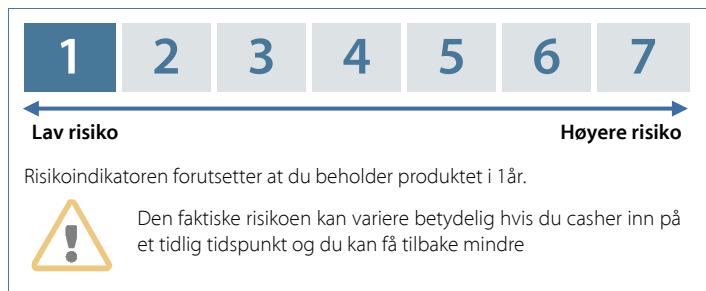 1 2 3 4 5 6 7
Lav risiko Høyere risiko
Risikoindikatoren forutsetter at du beholder produktet i 1år.
Den faktiske risikoen kan variere betydelig hvis du casher inn på
et tidlig tidspunkt og du kan få tilbake mindre